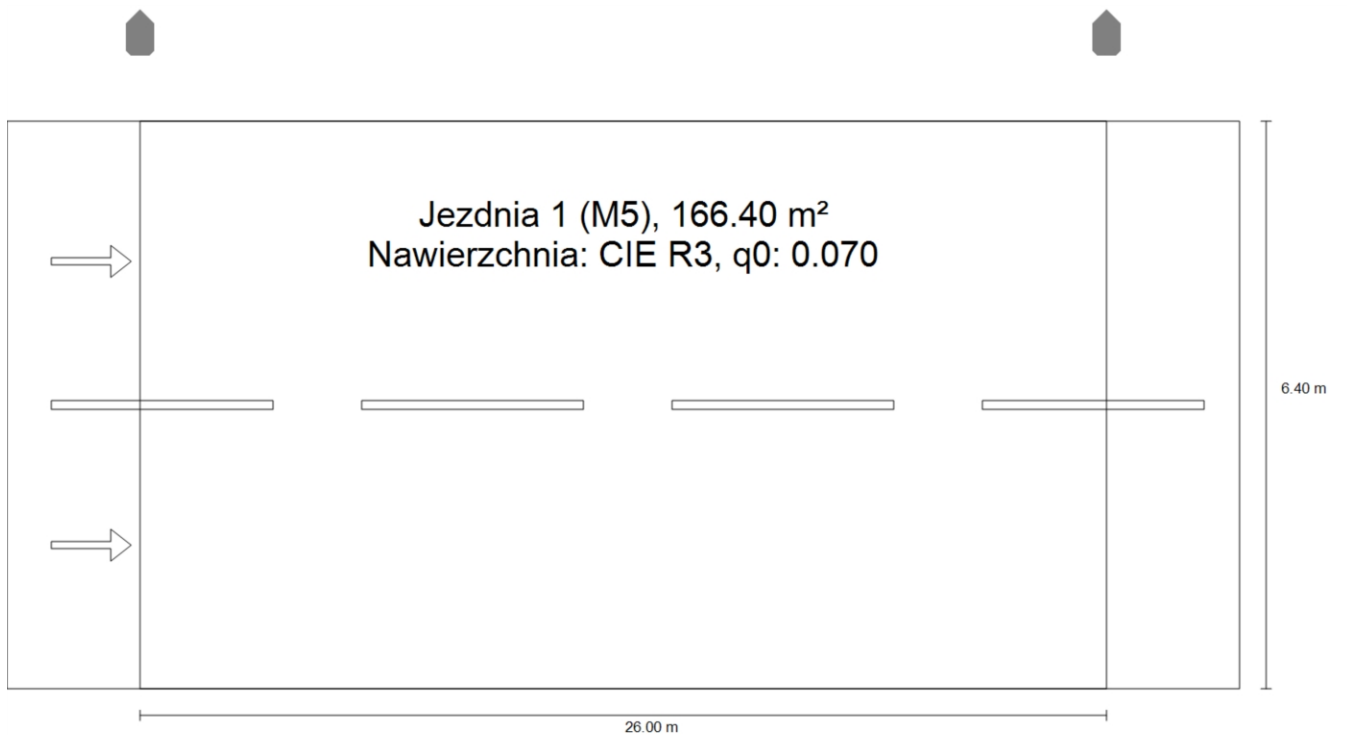 Jezdnia 1 (M5), 166.40 m²
Nawierzchnia: CIE R3, q0: 0.070
6.40 m
26.00 m